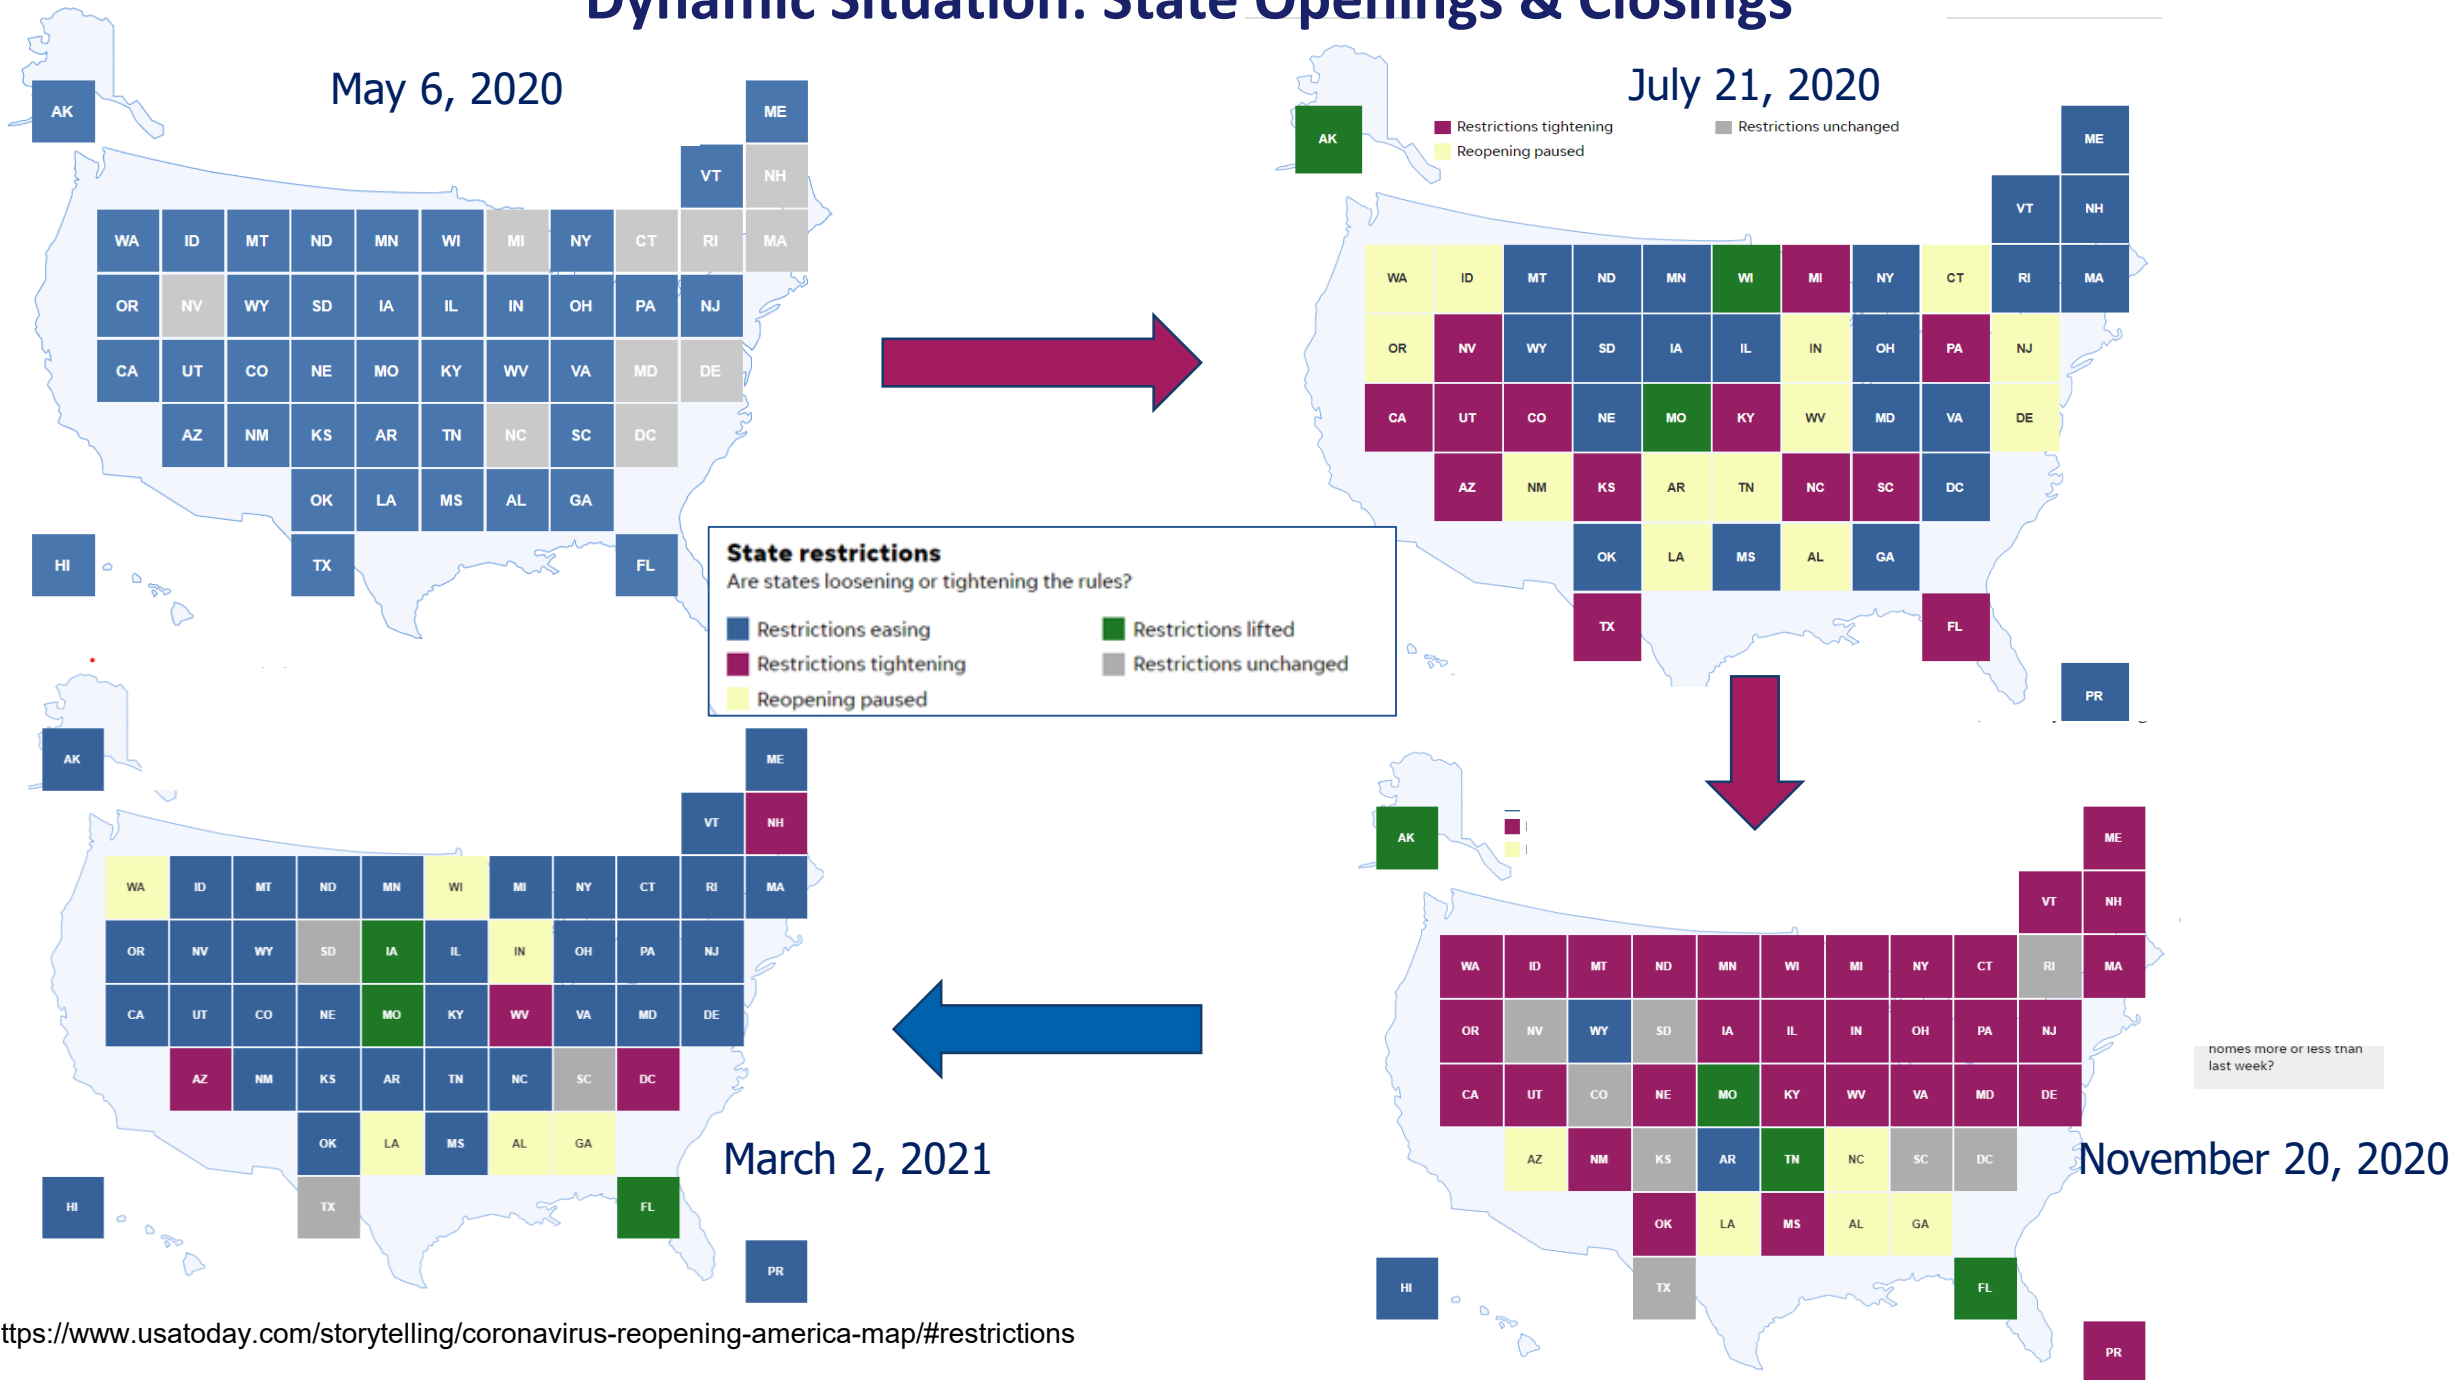 Dynamic Situation: State Openings & Closings
May 6, 2020
AK
ME
VT NH
WA ID MT ND MN WI MI NY CT RI MA
OR NV WY SD IA IL IN OH PA NJ
CA UT CO NE MO KY WV VA MD DE
AZ NM KS AR TN NC SC DC
OK LA MS AL GA
HI TX FL
July 21, 2020
Restrictions tightening Restrictions unchanged
Reopening paused
AK
ME
VT NH
WA ID MT ND MN WI MI NY CT RI MA
OR NV WY SD IA IL IN OH PA NJ
CA UT CO NE MO KY WV MD VA DE
AZ NM KS AR TN NC SC DC
OK LA MS AL GA
TX FL
PR
State restrictions
Are states loosening or tightening the rules?
Restrictions easing Restrictions lifted
Restrictions tightening Restrictions unchanged
Reopening paused
AK
ME
VT NH
WA ID MT ND MN WI MI NY CT RI MA
OR NV WY SD IA IL IN OH PA NJ
CA UT CO NE MO KY WV VA MD DE
AZ NM KS AR TN NC SC DC
OK LA MS AL GA
March 2, 2021
HI TX FL
PR
AK
ME
VT NH
WA ID MT ND MN WI MI NY CT RI MA
OR NV WY SD IA IL IN OH PA NJ
homes more or less than
last week?
CA UT CO NE MO KY WV VA MD DE
AZ NM KS AR TN NC SC DC
November 20, 2020
OK LA MS AL GA
HI TX FL
PR
ttps://www.usatoday.com/storytelling/coronavirus-reopening-america-map/#restrictions